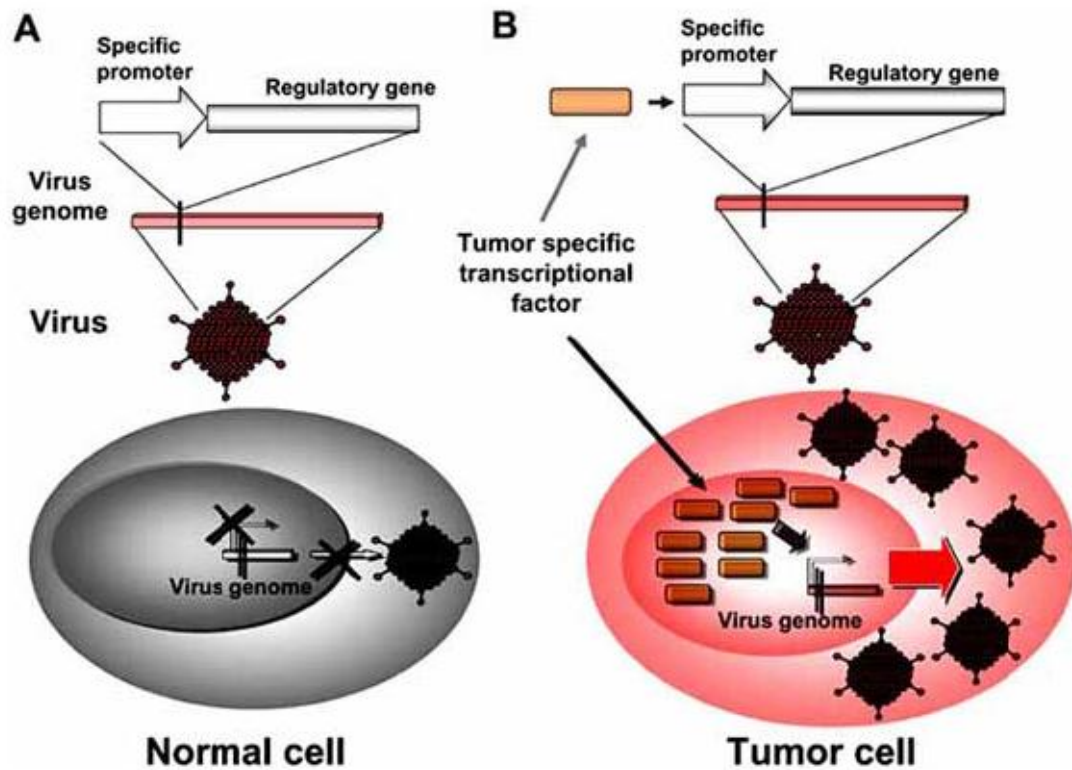 A
Specific
promoter
Regulatory gene
Virus
genome
Virus
Virus genome
Normal cell
B
Specific
promoter
Regulatory gene
Tumor specific
transcriptional
factor
Virus genome
Tumor cell